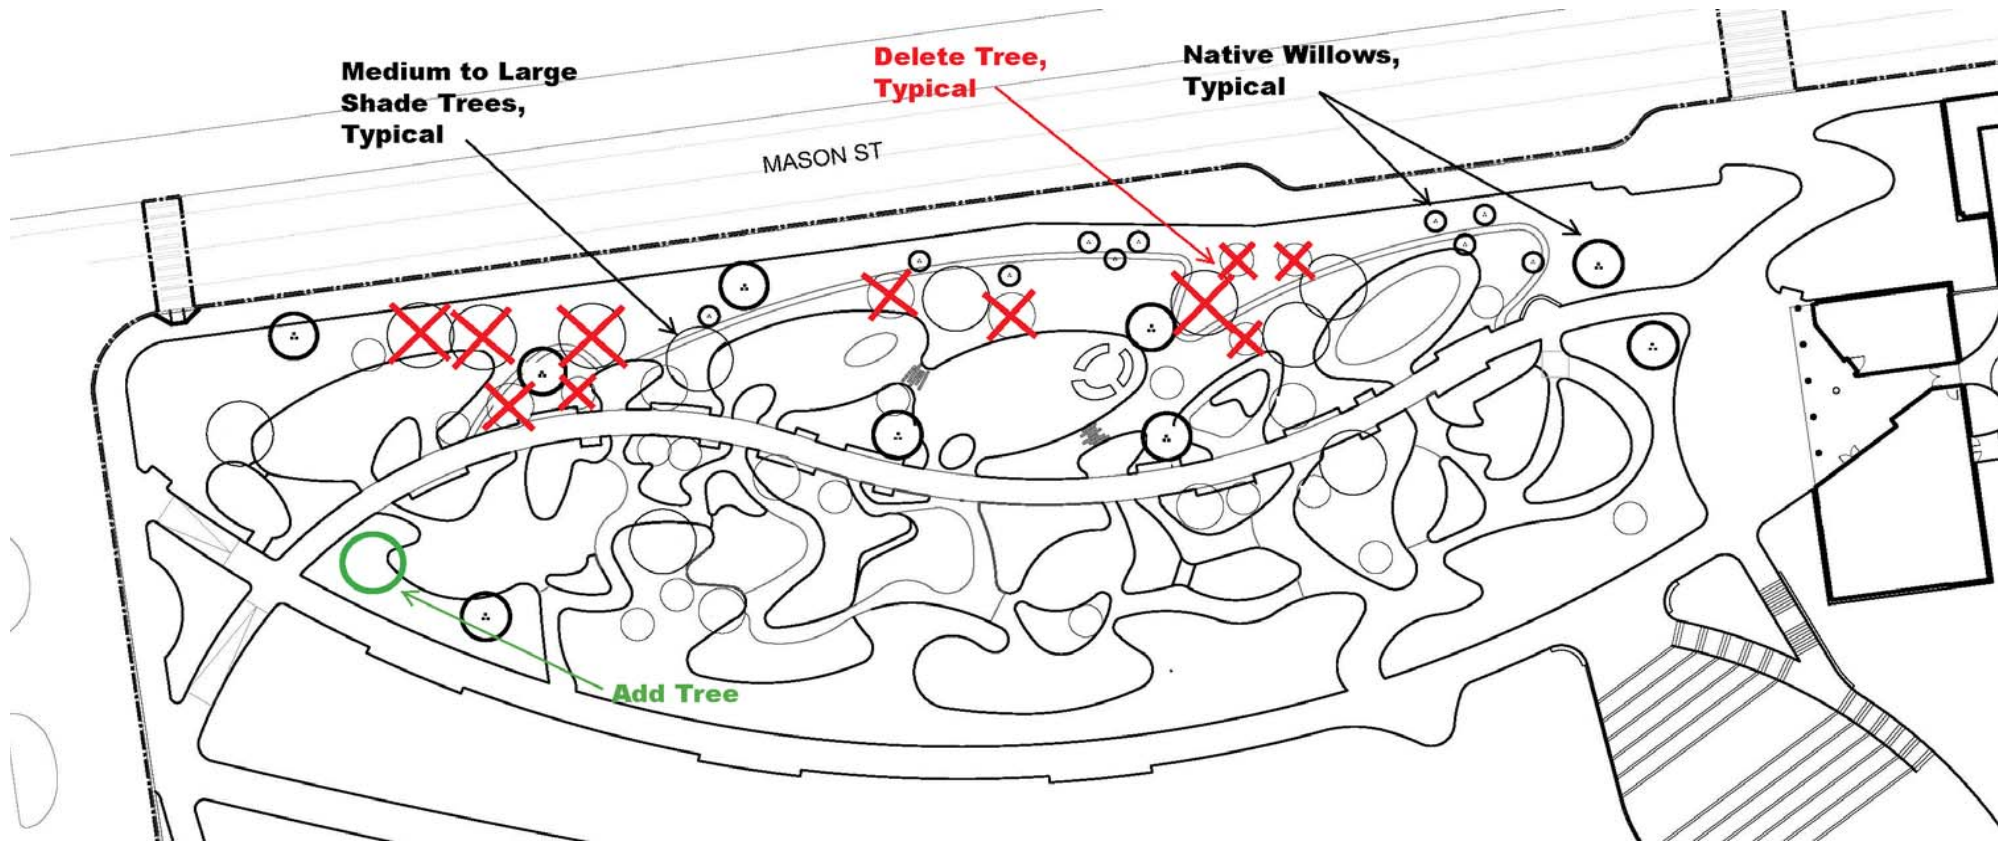 Medium to Large
Shade Trees,
Typical
Delete Tree,
Typical
Native Willows,
Typical
MASON ST
Add Tree